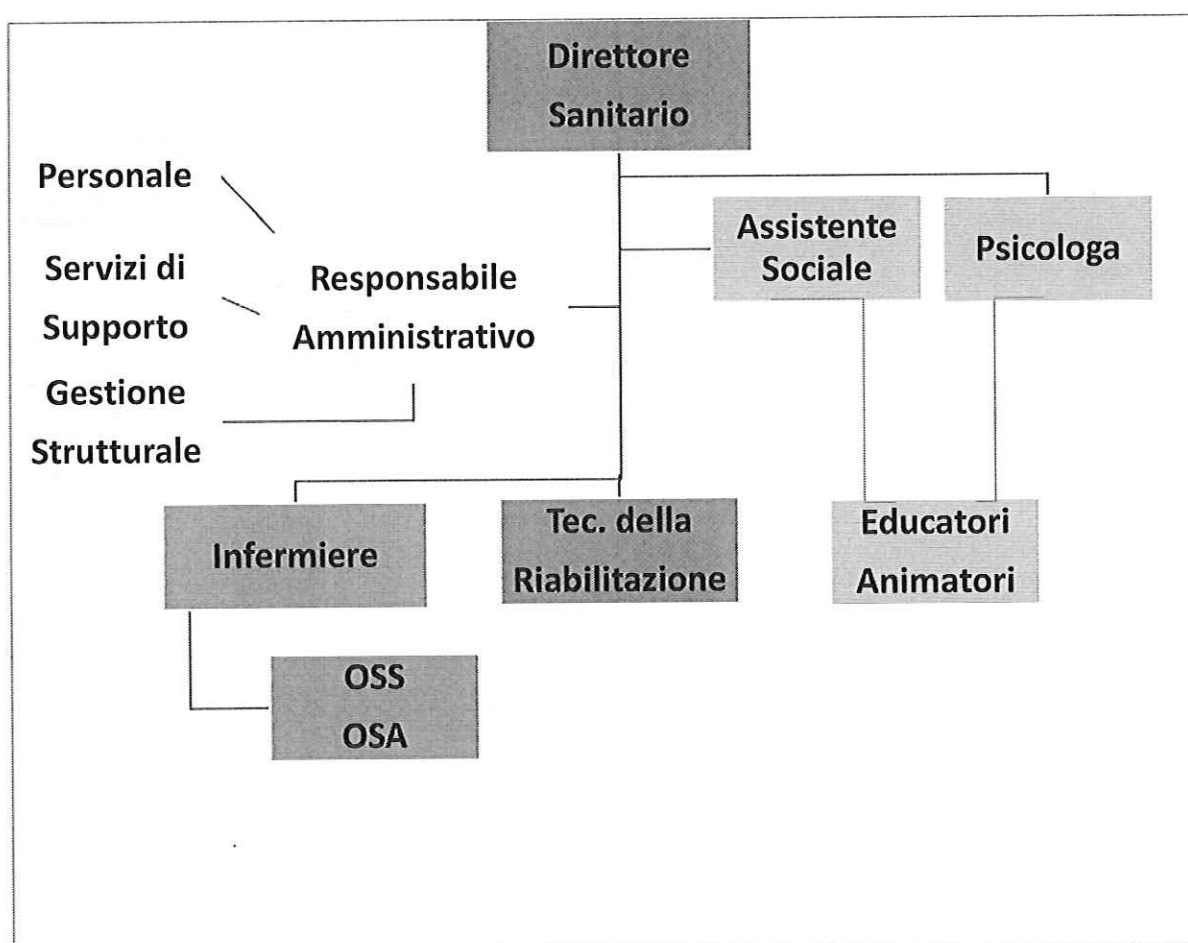 Direttore
Sanitario
Personale
Servizi di
Supporto
Gestione
Strutturale
Responsabile
Amministrativo
Assistente
Sociale
Psicologa
Infermiere
Tec. della
Riabilitazione
Educatori
Animatori
OSS
OSA